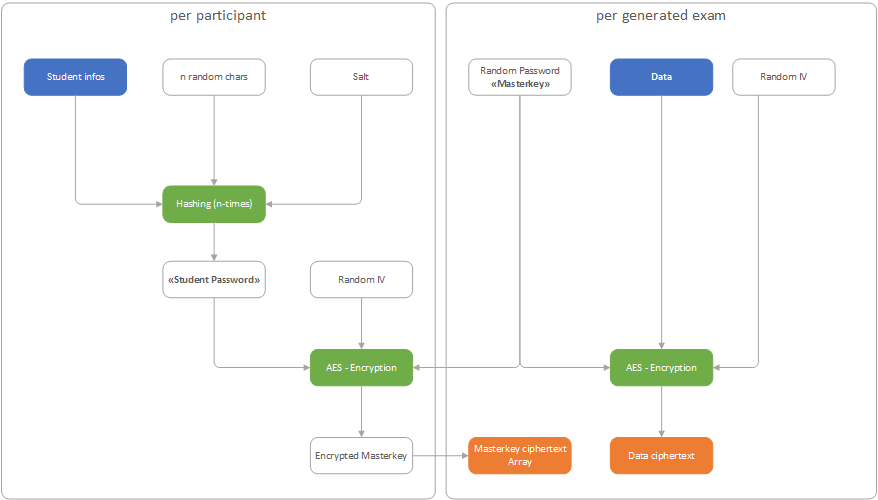 per participant
per generated exam
Student infos
n random chars
Salt
Random Password
«Masterkey»
Data
Random IV
Hashing (n-times)
«Student Password»
Random IV
AES - Encryption
AES - Encryption
Encrypted Masterkey
Masterkey ciphertext
Array
Data ciphertext